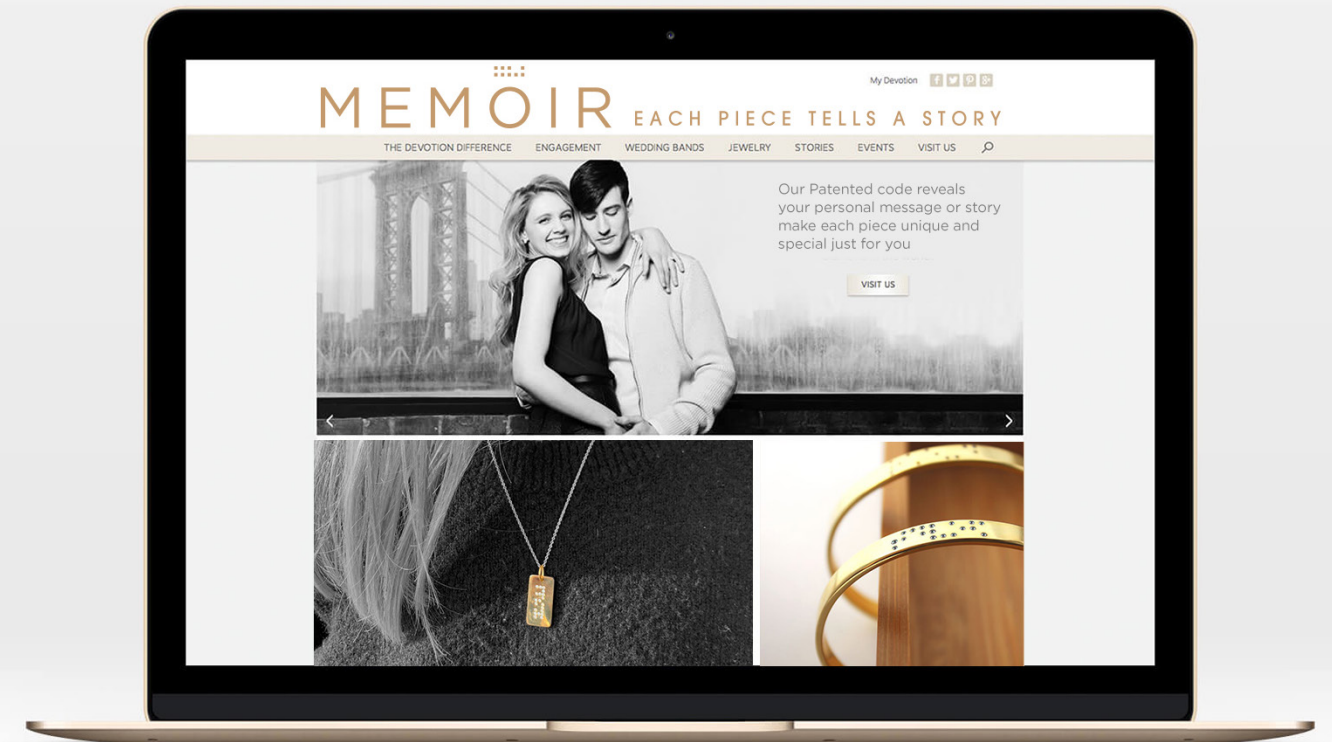 My Devotion
MEMOIR EACH PIECE TELLS A STORY
THE DEVOTION DIFFERENCE ENGAGEMENT WEDDING BANDS JEWELRY STORIES EVENTS VISIT US
Our Patented code reveals
your personal message or story
make each piece unique and
special just for you
VISIT US